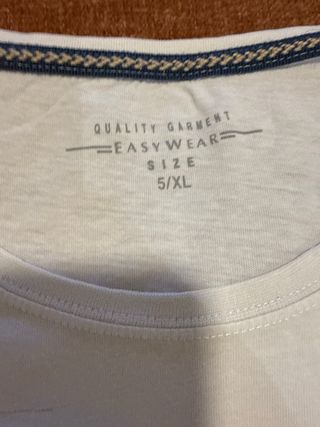 QUALITY GARMENT
EASYWEAR
SIZE
5/XL